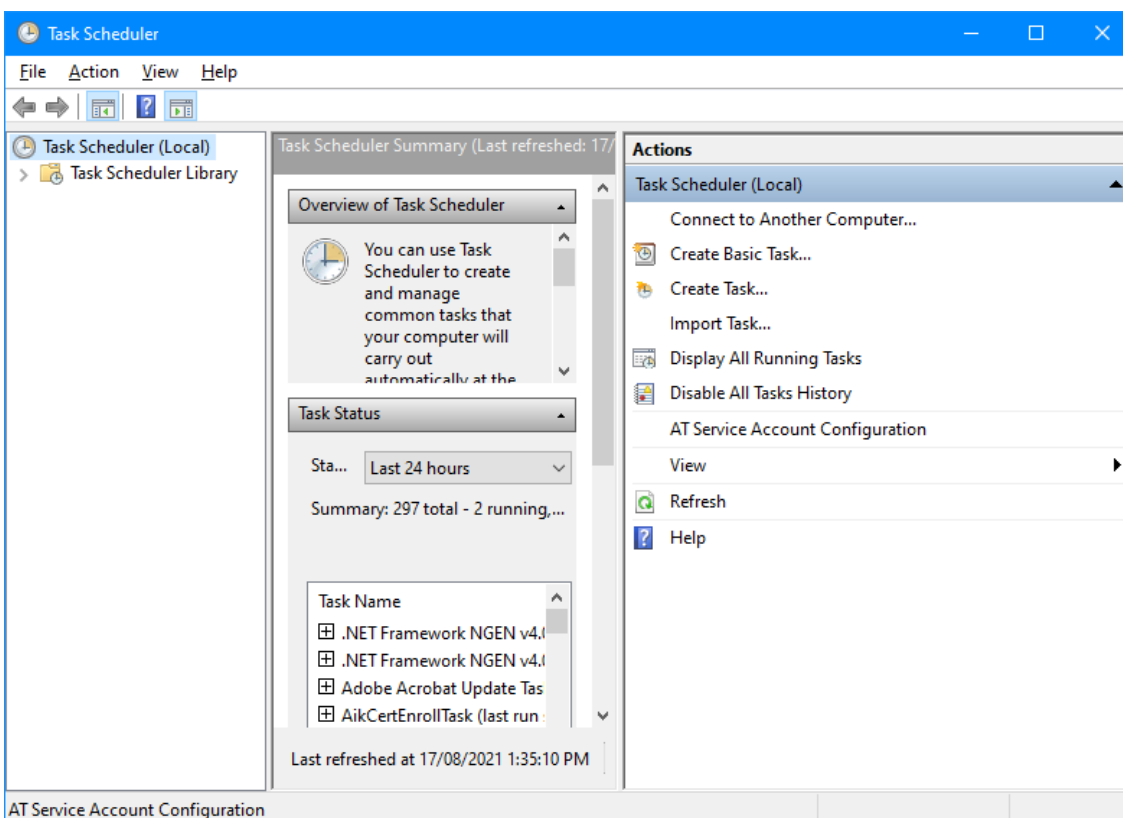 Task Scheduler
File Action View Help
Task Scheduler (Local)
Task Scheduler Library
Task Scheduler Summary (Last refreshed: 17/
Overview of Task Scheduler
You can use Task
Scheduler to create
and manage
common tasks that
your computer will
carry out
automatically at the
Task Status
Sta...
Last 24 hours
Summary: 297 total - 2 running,...
Task Name
.NET Framework NGEN v4.0
.NET Framework NGEN v4.0
Adobe Acrobat Update Tas
AikCertEnrollTask (last run
Last refreshed at 17/08/2021 1:35:10 PM
Actions
Task Scheduler (Local)
Connect to Another Computer...
Create Basic Task...
Create Task...
Import Task...
Display All Running Tasks
Disable All Tasks History
AT Service Account Configuration
View
Refresh
Help
AT Service Account Configuration